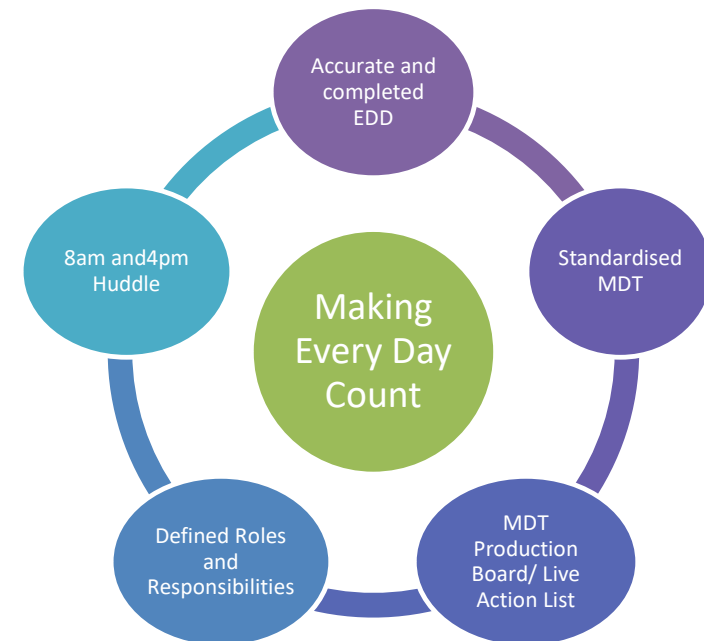 Accurate and
completed
EDD
Standardised
MDT
MDT
Production
Board/ Live
Action List
Defined Roles
and
Responsibilities
8am and4pm
Huddle
Making
Every Day
Count